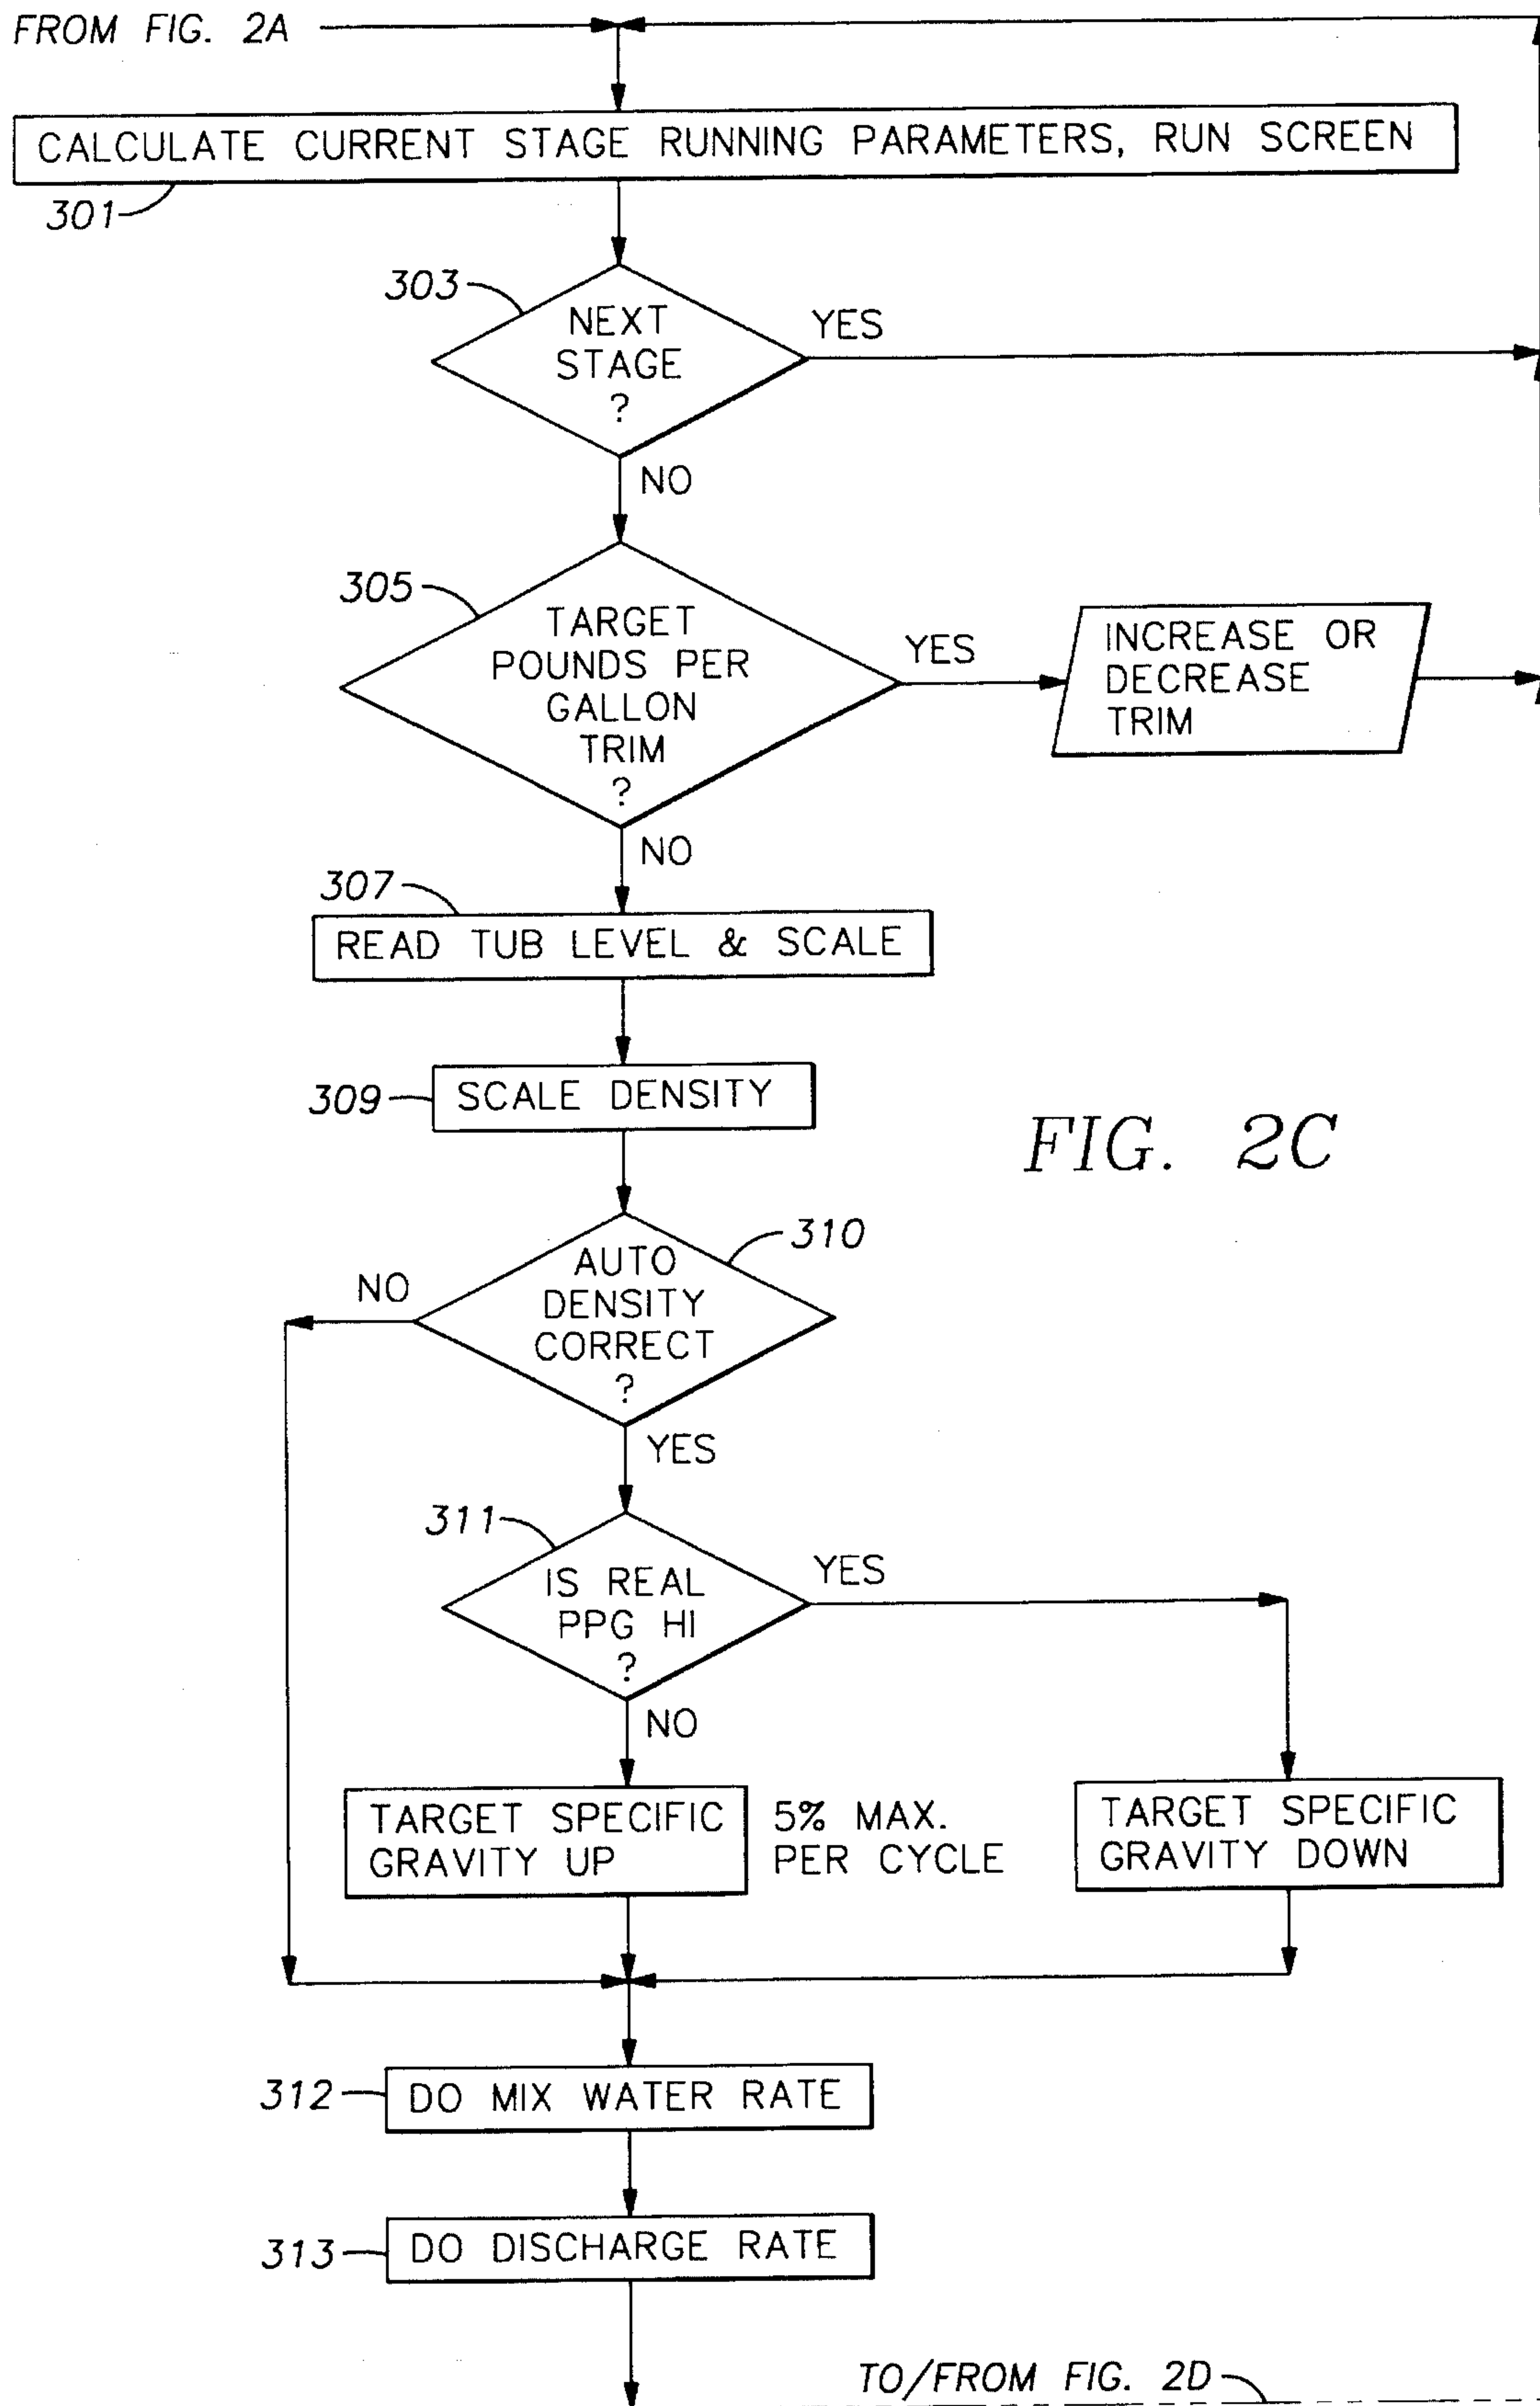 FROM FIG. 2A
CALCULATE CURRENT STAGE RUNNING PARAMETERS, RUN SCREEN
301
303
NEXT
STAGE
?
YES
NO
305
TARGET
POUNDS PER
GALLON
TRIM
?
YES
INCREASE OR
DECREASE
TRIM
NO
307
READ TUB LEVEL & SCALE
309
SCALE DENSITY
FIG. 2C
310
AUTO
DENSITY
CORRECT
?
NO
YES
311
IS REAL
PPG HI
?
YES
NO
TARGET SPECIFIC
GRAVITY UP
5% MAX.
PER CYCLE
TARGET SPECIFIC
GRAVITY DOWN
312
DO MIX WATER RATE
313
DO DISCHARGE RATE
TO/FROM FIG. 2D